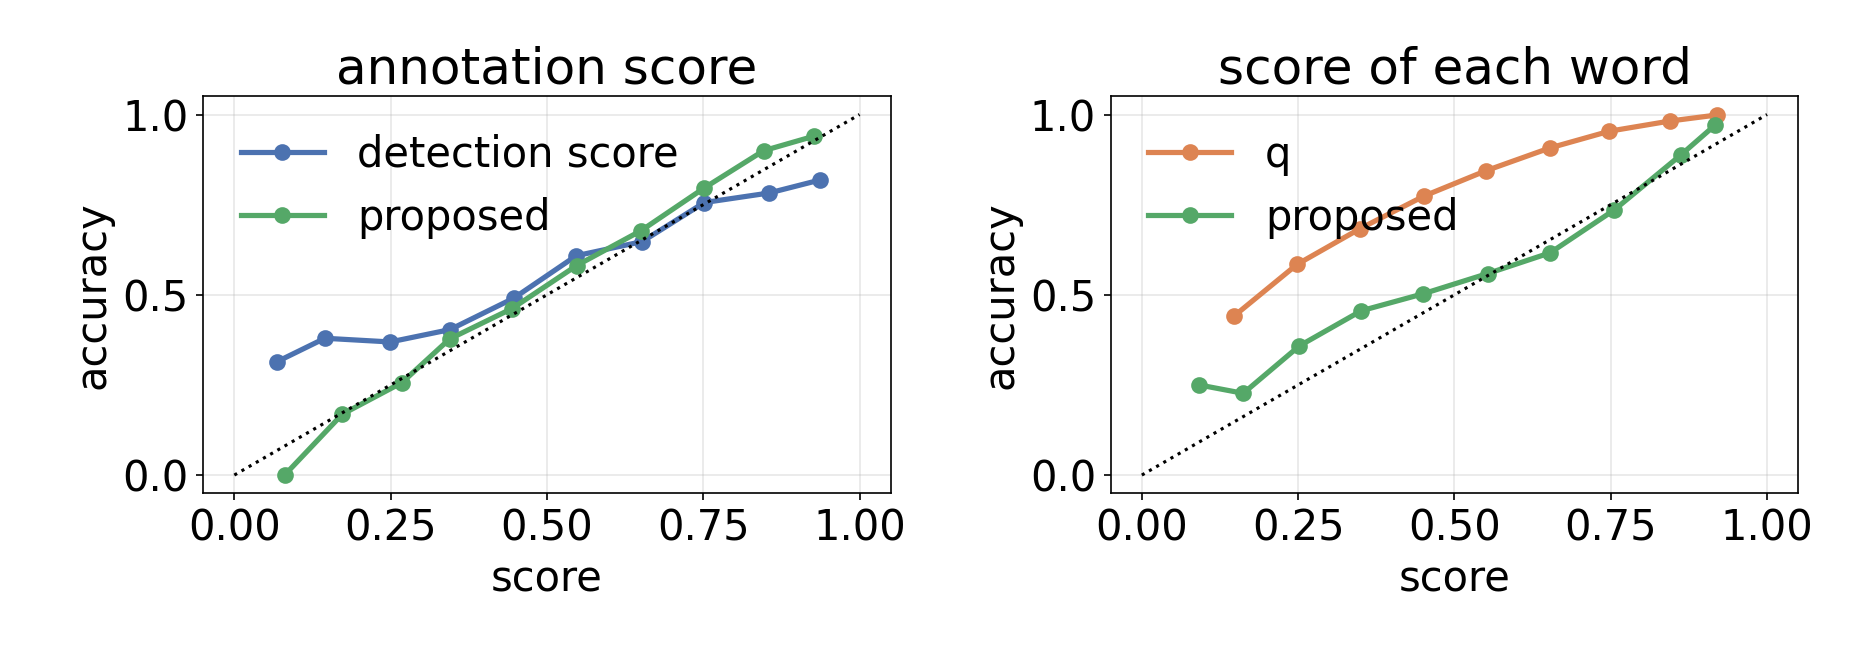 annotation score
1.0
0.5
0.0
accuracy
detection score
proposed
0.00 0.25 0.50 0.75 1.00
score
score of each word
1.0
0.5
0.0
accuracy
q
proposed
0.00 0.25 0.50 0.75 1.00
score